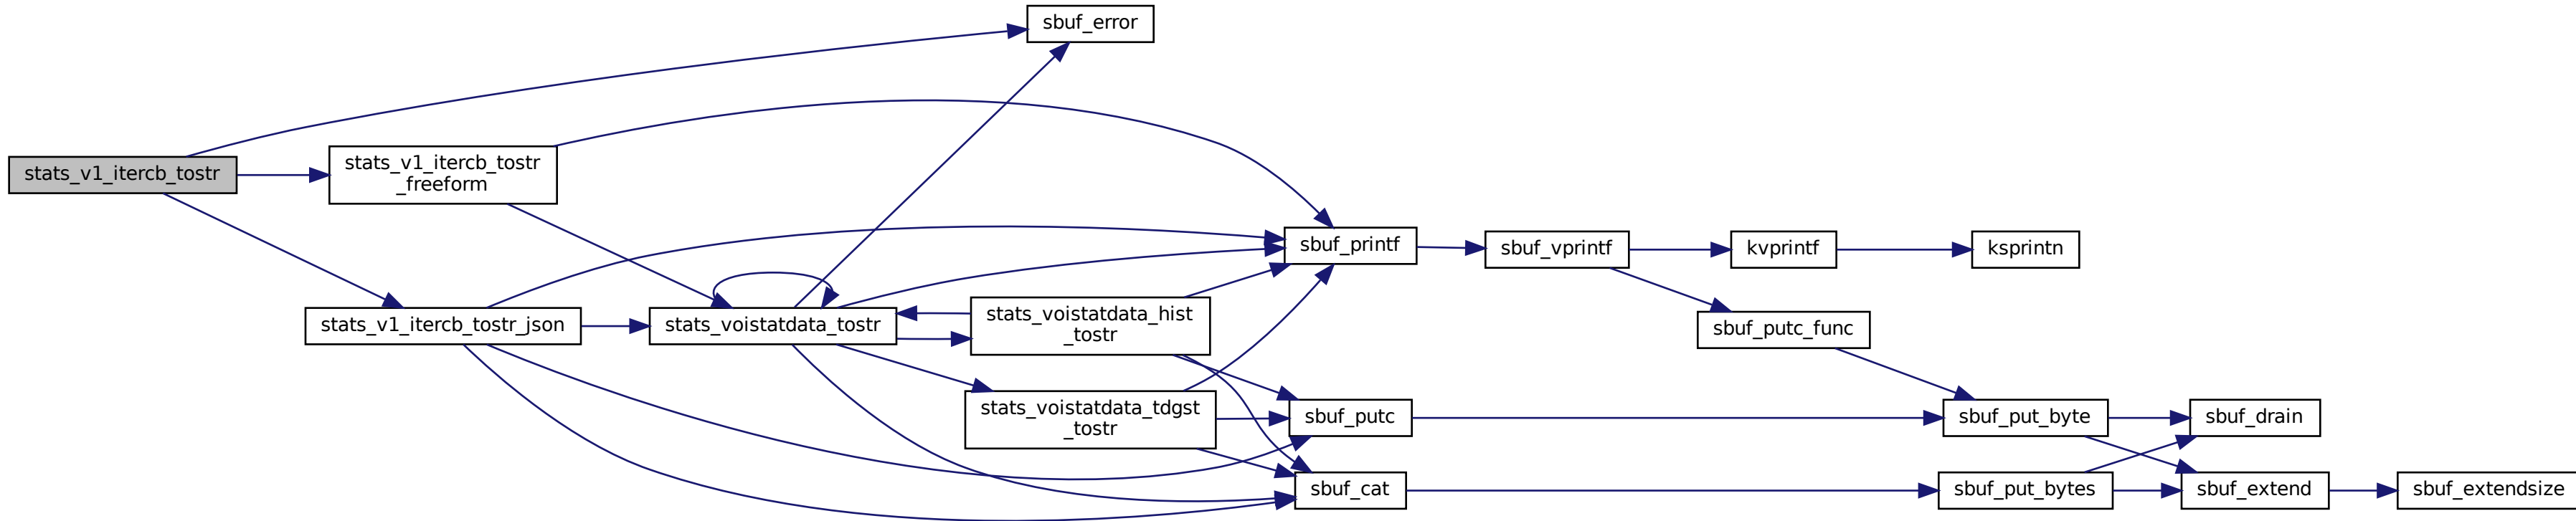 sbuf_error
stats_v1_itercb_tostr
stats_v1_itercb_tostr
_freeform
sbuf_printf
sbuf_vprintf
kvprintf
ksprintn
stats_v1_itercb_tostr_json
stats_voistatdata_tostr
stats_voistatdata_hist
_tostr
sbuf_putc_func
stats_voistatdata_tdgst
_tostr
sbuf_putc
sbuf_put_byte
sbuf_drain
sbuf_cat
sbuf_put_bytes
sbuf_extend
sbuf_extendsize